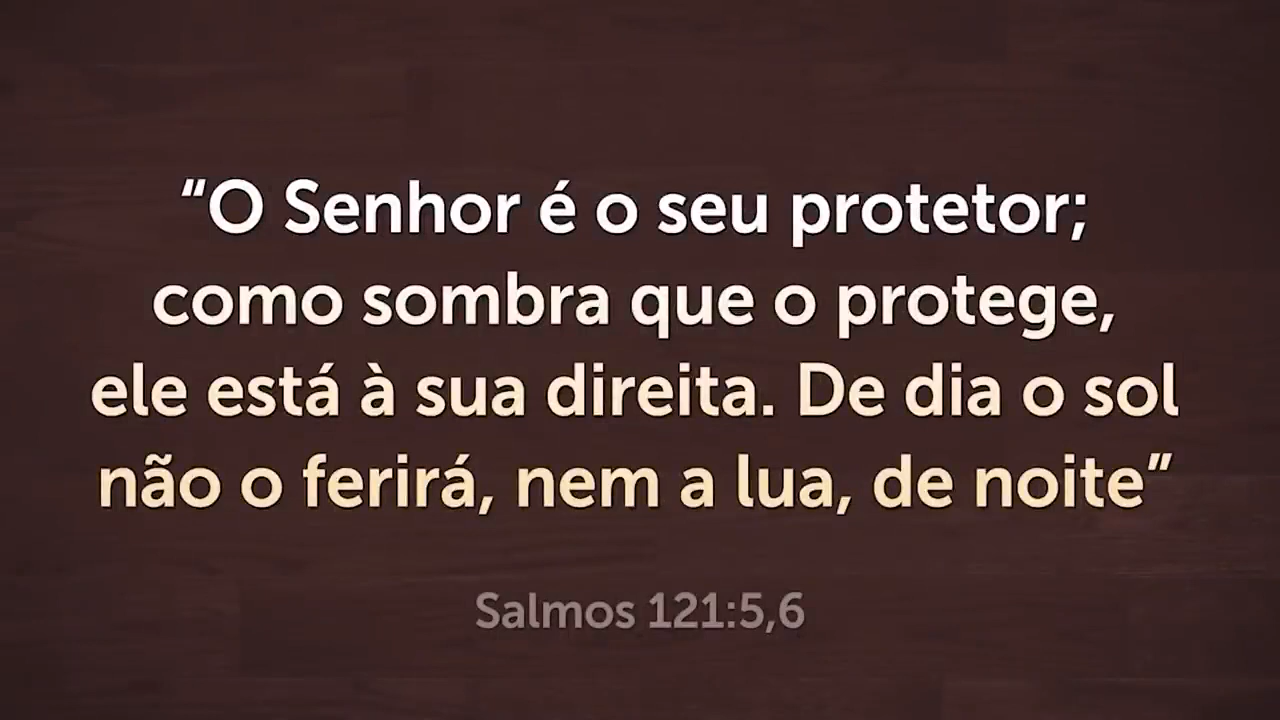 “O Senhor é o seu protetor;
como sombra que o protege,
ele está à sua direita. De dia o sol
não o ferirá, nem a lua, de noite”
Salmos 121:5,6